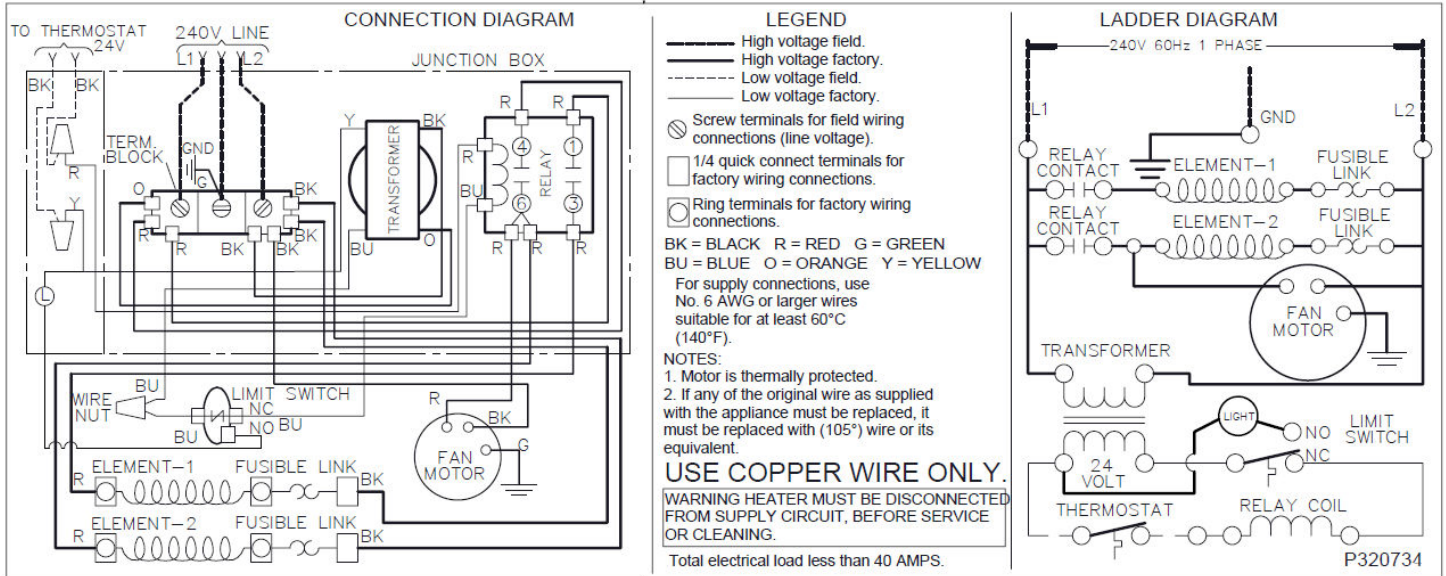 CONNECTION DIAGRAM
TO THERMOSTAT
24V
240V LINE
Y Y
Y Y Y
L1 L2
BK BK
JUNCTION BOX
R
Y
TERM.
BLOCK
GND
G
O
BK
R
BK
R
BK
BK
Y
BK
TRANSFORMER
BU
O
R
R
R
BU
4
1
RELAY
6
3
R
R
R
L
WIRE
NUT
BU
LIMIT SWITCH
NC
NO
BU
BU
R
BK
G
FAN
MOTOR
ELEMENT-1
FUSIBLE LINK
R
BK
ELEMENT-2
FUSIBLE LINK
R
BK
LEGEND
High voltage field.
High voltage factory.
Low voltage field.
Low voltage factory.
Screw terminals for field wiring
connections (line voltage).
1/4 quick connect terminals for
factory wiring connections.
Ring terminals for factory wiring
connections.
BK = BLACK R = RED G = GREEN
BU = BLUE O = ORANGE Y = YELLOW
For supply connections, use
No. 6 AWG or larger wires
suitable for at least 60°C
(140°F).
NOTES:
1. Motor is thermally protected.
2. If any of the original wire as supplied
with the appliance must be replaced, it
must be replaced with (105°) wire or its
equivalent.
USE COPPER WIRE ONLY.
WARNING HEATER MUST BE DISCONNECTED
FROM SUPPLY CIRCUIT, BEFORE SERVICE
OR CLEANING.
Total electrical load less than 40 AMPS.
LADDER DIAGRAM
240V 60Hz 1 PHASE
L1
GND
L2
RELAY
CONTACT
ELEMENT-1
FUSIBLE
LINK
RELAY
CONTACT
ELEMENT-2
FUSIBLE
LINK
FAN
MOTOR
TRANSFORMER
LIGHT
NO
LIMIT
SWITCH
NC
24
VOLT
THERMOSTAT
RELAY COIL
P320734